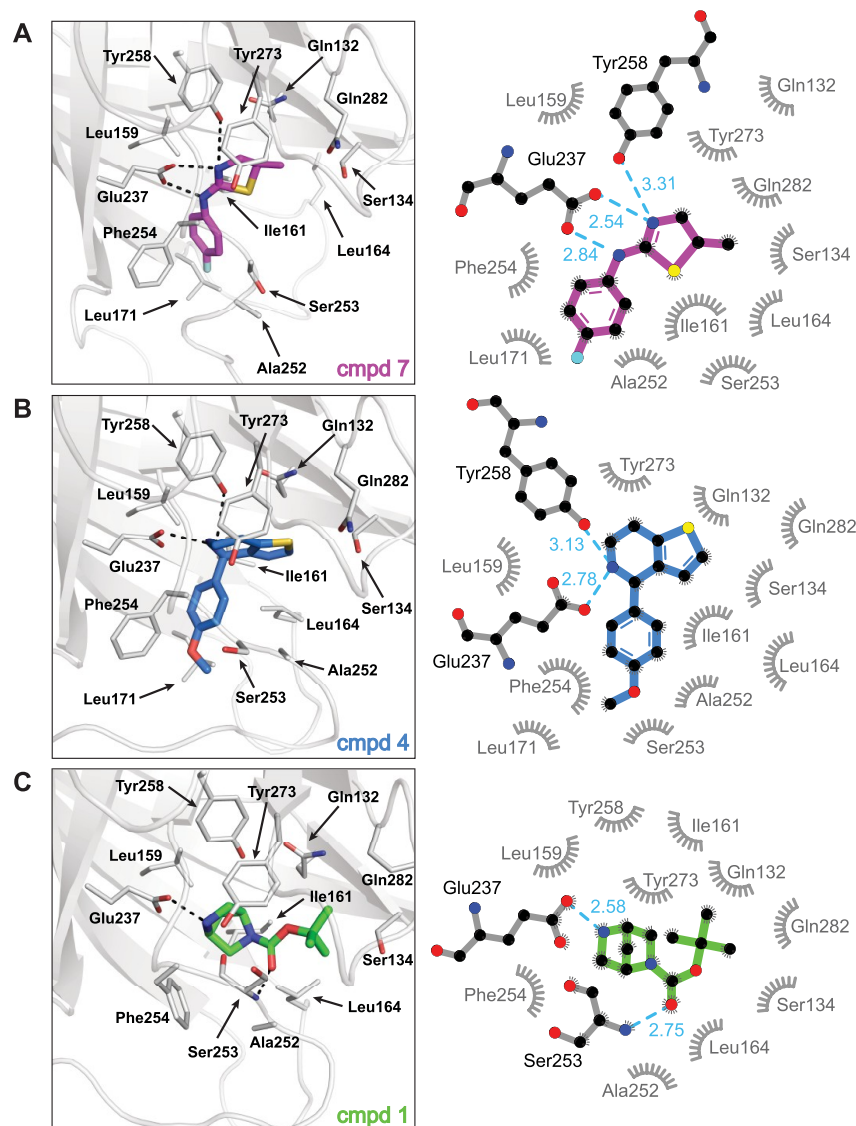 A
Tyr258
Tyr273
Gln132
Gln282
Leu159
Glu237
Ser134
Phe254
Ile161
Leu164
Leu171
Ser253
Ala252
cmpd 7
Tyr258
Leu159
Gln132
Tyr273
Glu237
3.31
Gln282
2.54
2.84
Phe254
Ser134
Ile161
Leu164
Leu171
Ala252
Ser253
B
Tyr258
Tyr273
Gln132
Gln282
Leu159
Glu237
Ile161
Ser134
Phe254
Leu164
Ala252
Leu171
Ser253
cmpd 4
Tyr258
Tyr273
Gln132
Gln282
3.13
Leu159
2.78
Ser134
Glu237
Ile161
Leu164
Phe254
Ala252
Leu171
Ser253
C
Tyr258
Tyr273
Gln132
Leu159
Gln282
Ile161
Glu237
Ser134
Phe254
Leu164
Ser253
Ala252
cmpd 1
Tyr258
Ile161
Leu159
Gln132
Glu237
Tyr273
2.58
Gln282
Phe254
Ser134
2.75
Ser253
Leu164
Ala252